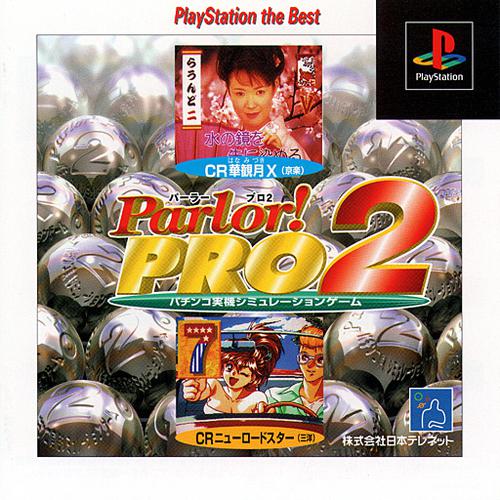 PlayStation the Best
PlayStation
らうんど二
水の鏡を
はなみづき
CR華観月X(京楽)
パーラー プロ2
Parlor!
PRO2
パチンコ実機シミュレーションゲーム
7
CRニューロードスター(三洋)
株式会社日本テレネット